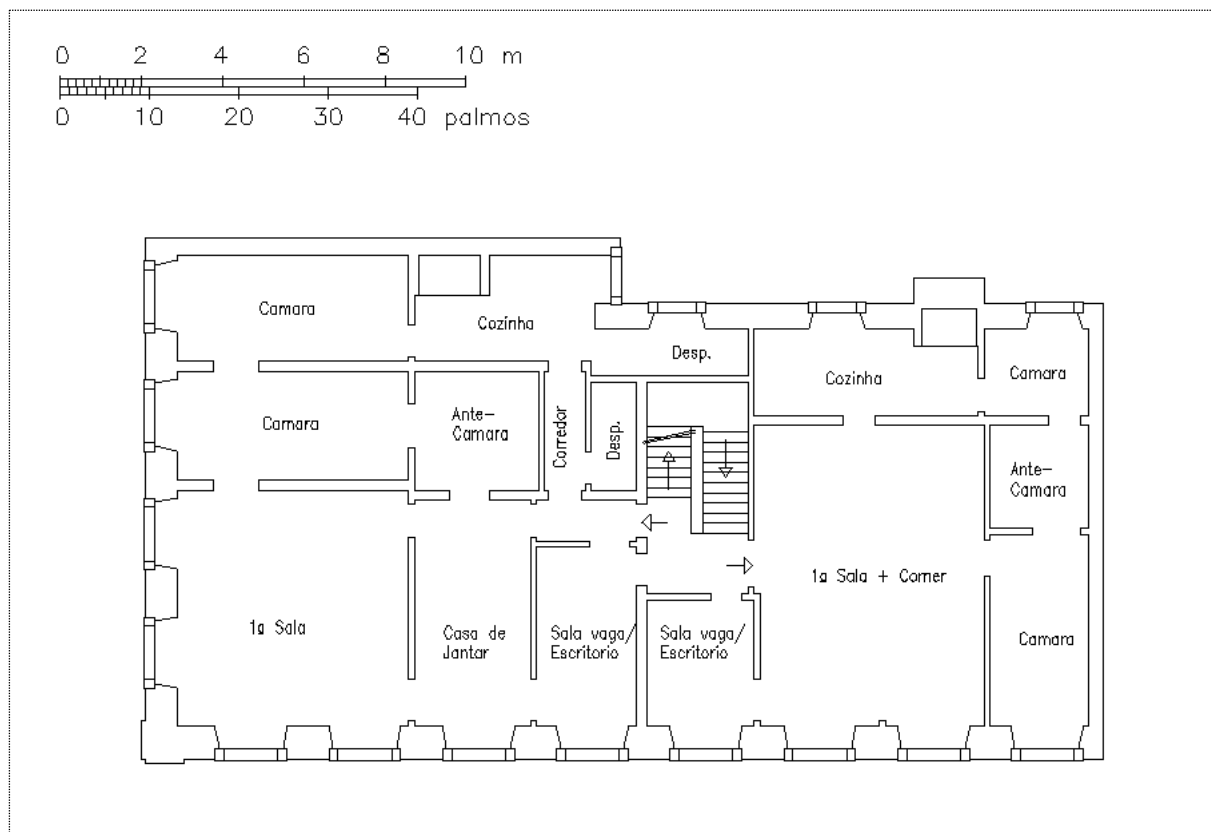 0 2 4 6 8 10 m
0 10 20 30 40 palmos
Camara
Cozinha
Desp.
Cozinha
Camara
Camara
Ante-
Camara
Corredor
Desp.
Ante-
Camara
1a Sala + Comer
1a Sala
Casa de
Jantar
Sala vaga/
Escritorio
Sala vaga/
Escritorio
Camara